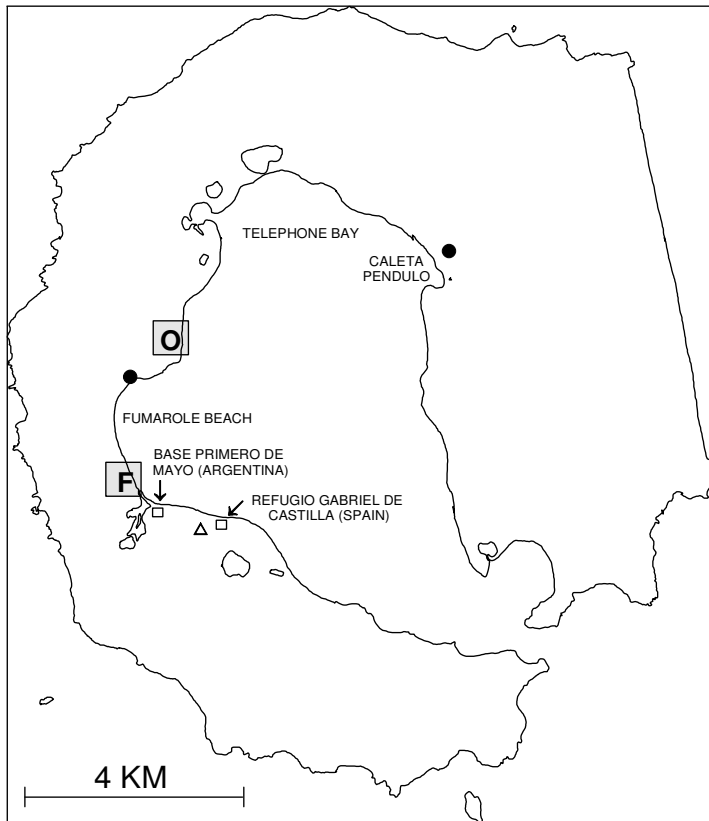 TELEPHONE BAY
CALETA
PENDULO
O
FUMAROLE BEACH
BASE PRIMERO DE
MAYO (ARGENTINA)
F
REFUGIO GABRIEL DE
CASTILLA (SPAIN)
4 KM